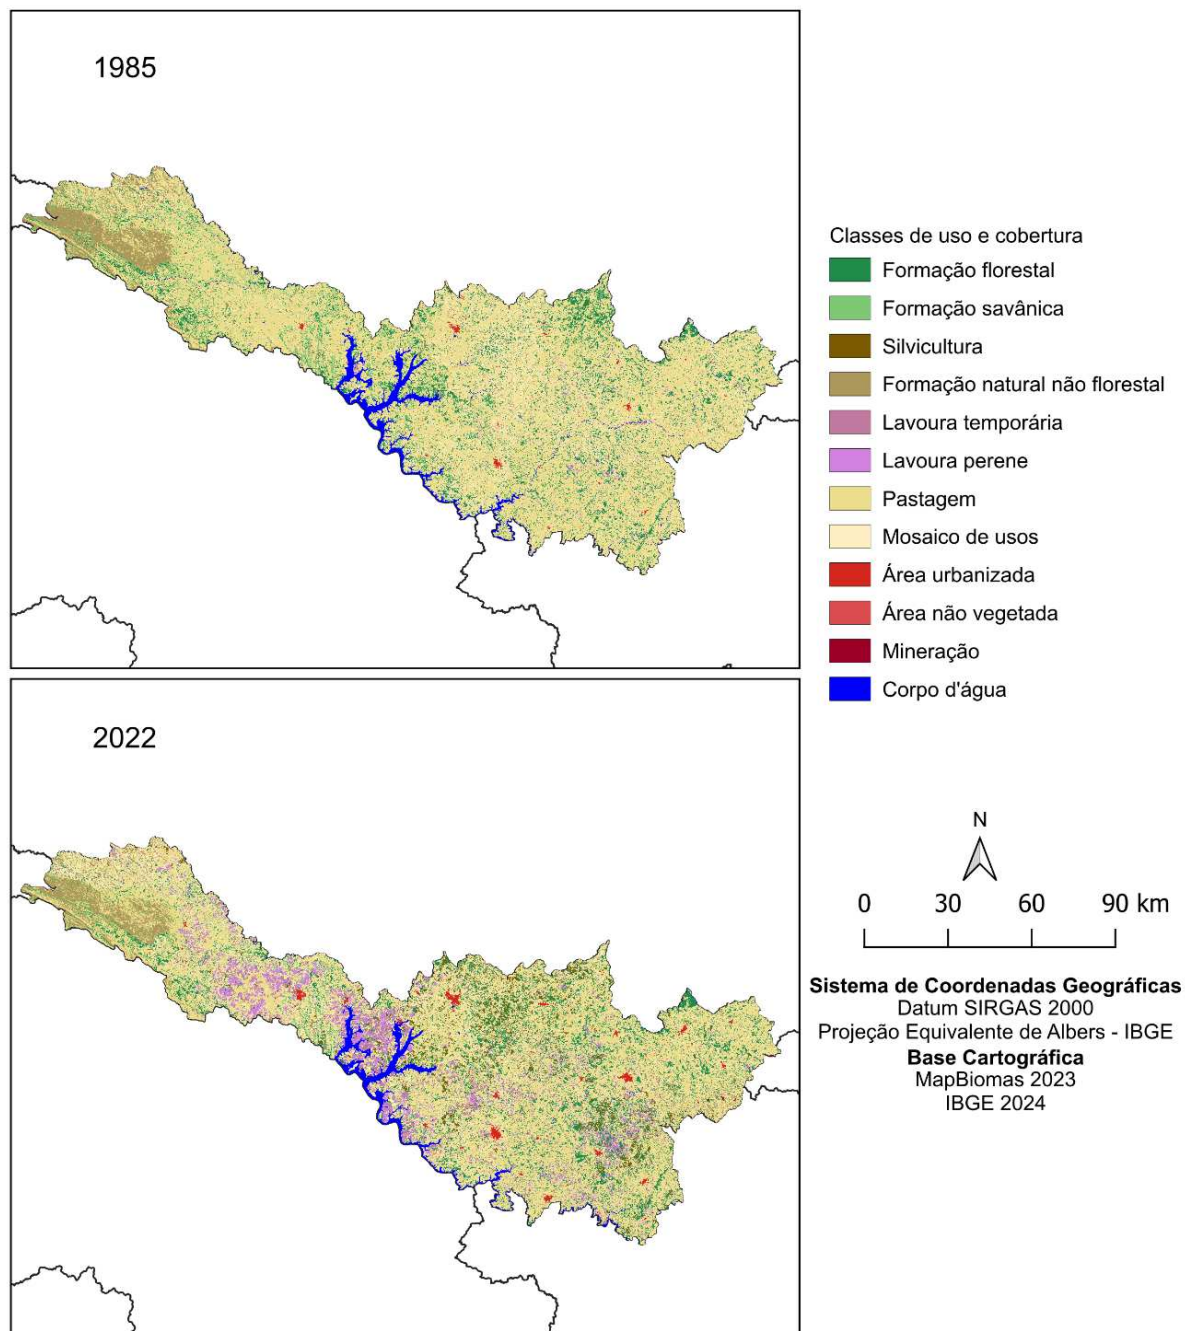 1985
Classes de uso e cobertura
Formação florestal
Formação savânica
Silvicultura
Formação natural não florestal
Lavoura temporária
Lavoura perene
Pastagem
Mosaico de usos
Área urbanizada
Área não vegetada
Mineração
Corpo d'água
2022
N
0 30 60 90 km
Sistema de Coordenadas Geográficas
Datum SIRGAS 2000
Projeção Equivalente de Albers - IBGE
Base Cartográfica
MapBiomas 2023
IBGE 2024